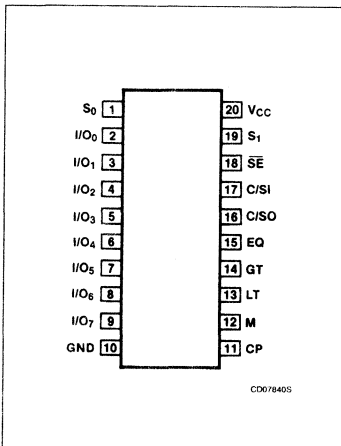 S0 1
I/O0 2
I/O1 3
I/O2 4
I/O3 5
I/O4 6
I/O5 7
I/O6 8
I/O7 9
GND 10
20 VCC
19 S1
18 S̅E̅
17 C/SI
16 C/SO
15 EQ
14 GT
13 LT
12 M
11 CP
CD07840S